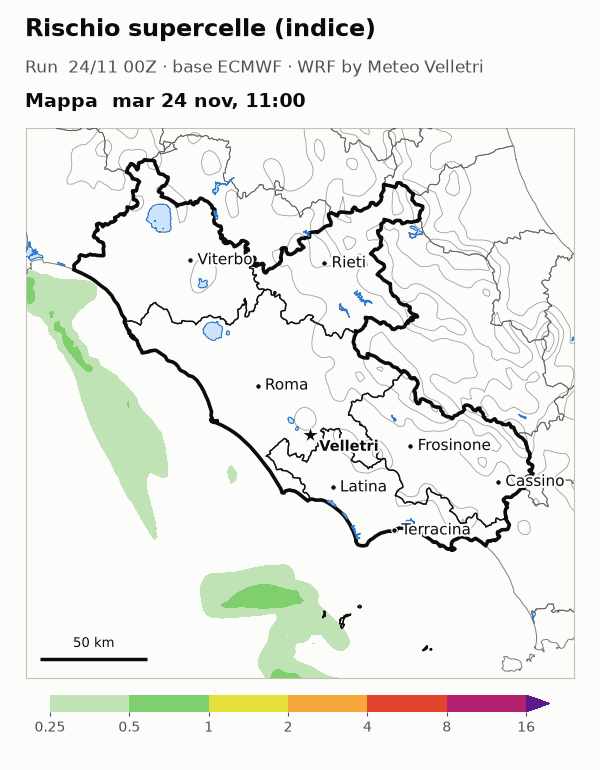 Rischio supercelle (indice)
Run  24/11 00Z · base ECMWF · WRF by Meteo Velletri
Mappa  mar 24 nov, 11:00
Viterbo
Rieti
Roma
Velletri
Frosinone
Latina
Cassino
Terracina
50 km
0.25 0.5 1 2 4 8 16